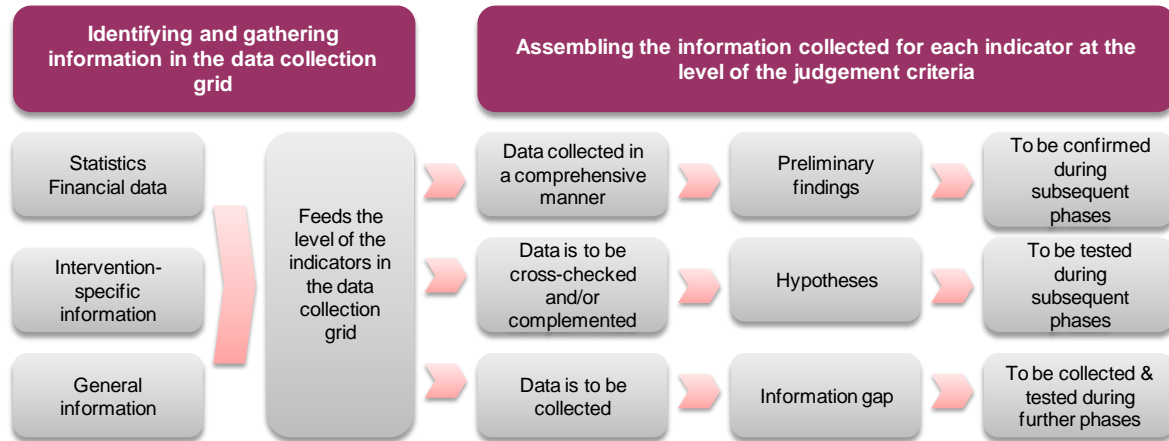 Identifying and gathering
information in the data collection
grid
Assembling the information collected for each indicator at the
level of the judgement criteria
Statistics
Financial data
Intervention-
specific
information
General
information
Feeds the
level of the
indicators in
the data
collection
grid
Data collected in
a comprehensive
manner
Preliminary
findings
To be confirmed
during
subsequent
phases
Data is to be
cross-checked
and/or
complemented
Hypotheses
To be tested
during
subsequent
phases
Data is to be
collected
Information gap
To be collected &
tested during
further phases